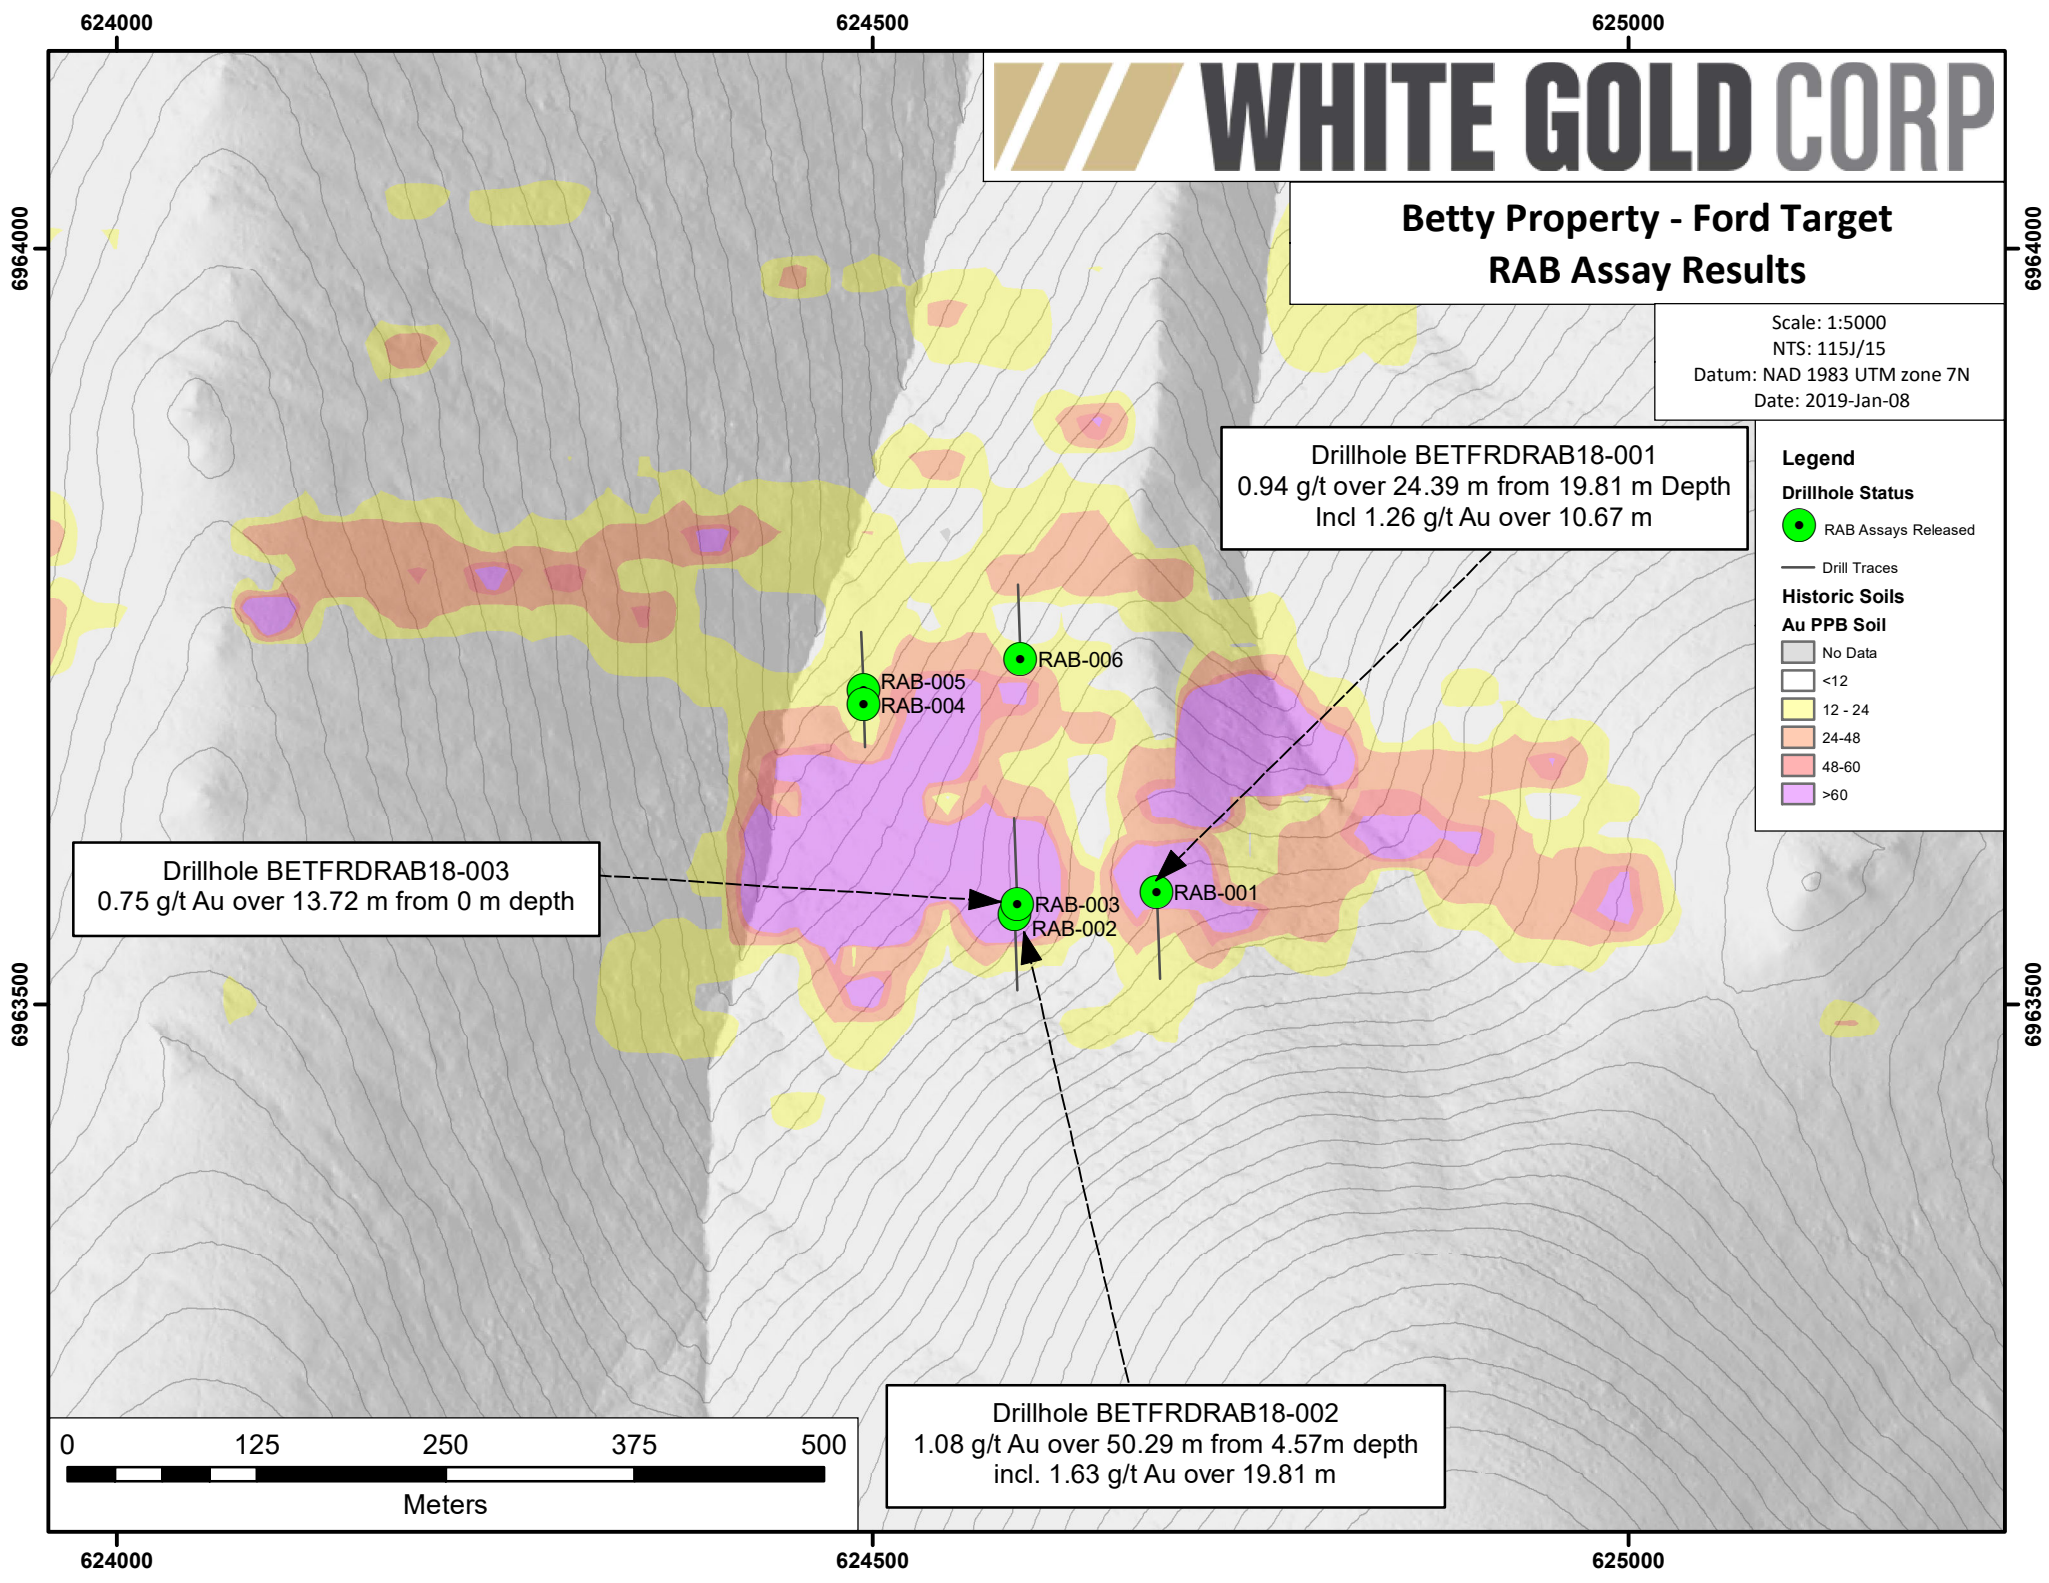 624000
624500
625000
WHITE GOLD CORP
Betty Property - Ford Target
RAB Assay Results
6964000
6964000
Scale: 1:5000
NTS: 115J/15
Datum: NAD 1983 UTM zone 7N
Date: 2019-Jan-08
Drillhole BETFRDRAB18-001
0.94 g/t over 24.39 m from 19.81 m Depth
Incl 1.26 g/t Au over 10.67 m
Legend
Drillhole Status
RAB Assays Released
Drill Traces
Historic Soils
Au PPB Soil
No Data
<12
12 - 24
24-48
48-60
>60
RAB-006
RAB-005
RAB-004
Drillhole BETFRDRAB18-003
0.75 g/t Au over 13.72 m from 0 m depth
RAB-001
RAB-003
RAB-002
6963500
6963500
Drillhole BETFRDRAB18-002
1.08 g/t Au over 50.29 m from 4.57m depth
incl. 1.63 g/t Au over 19.81 m
0 125 250 375 500
Meters
624000
624500
625000